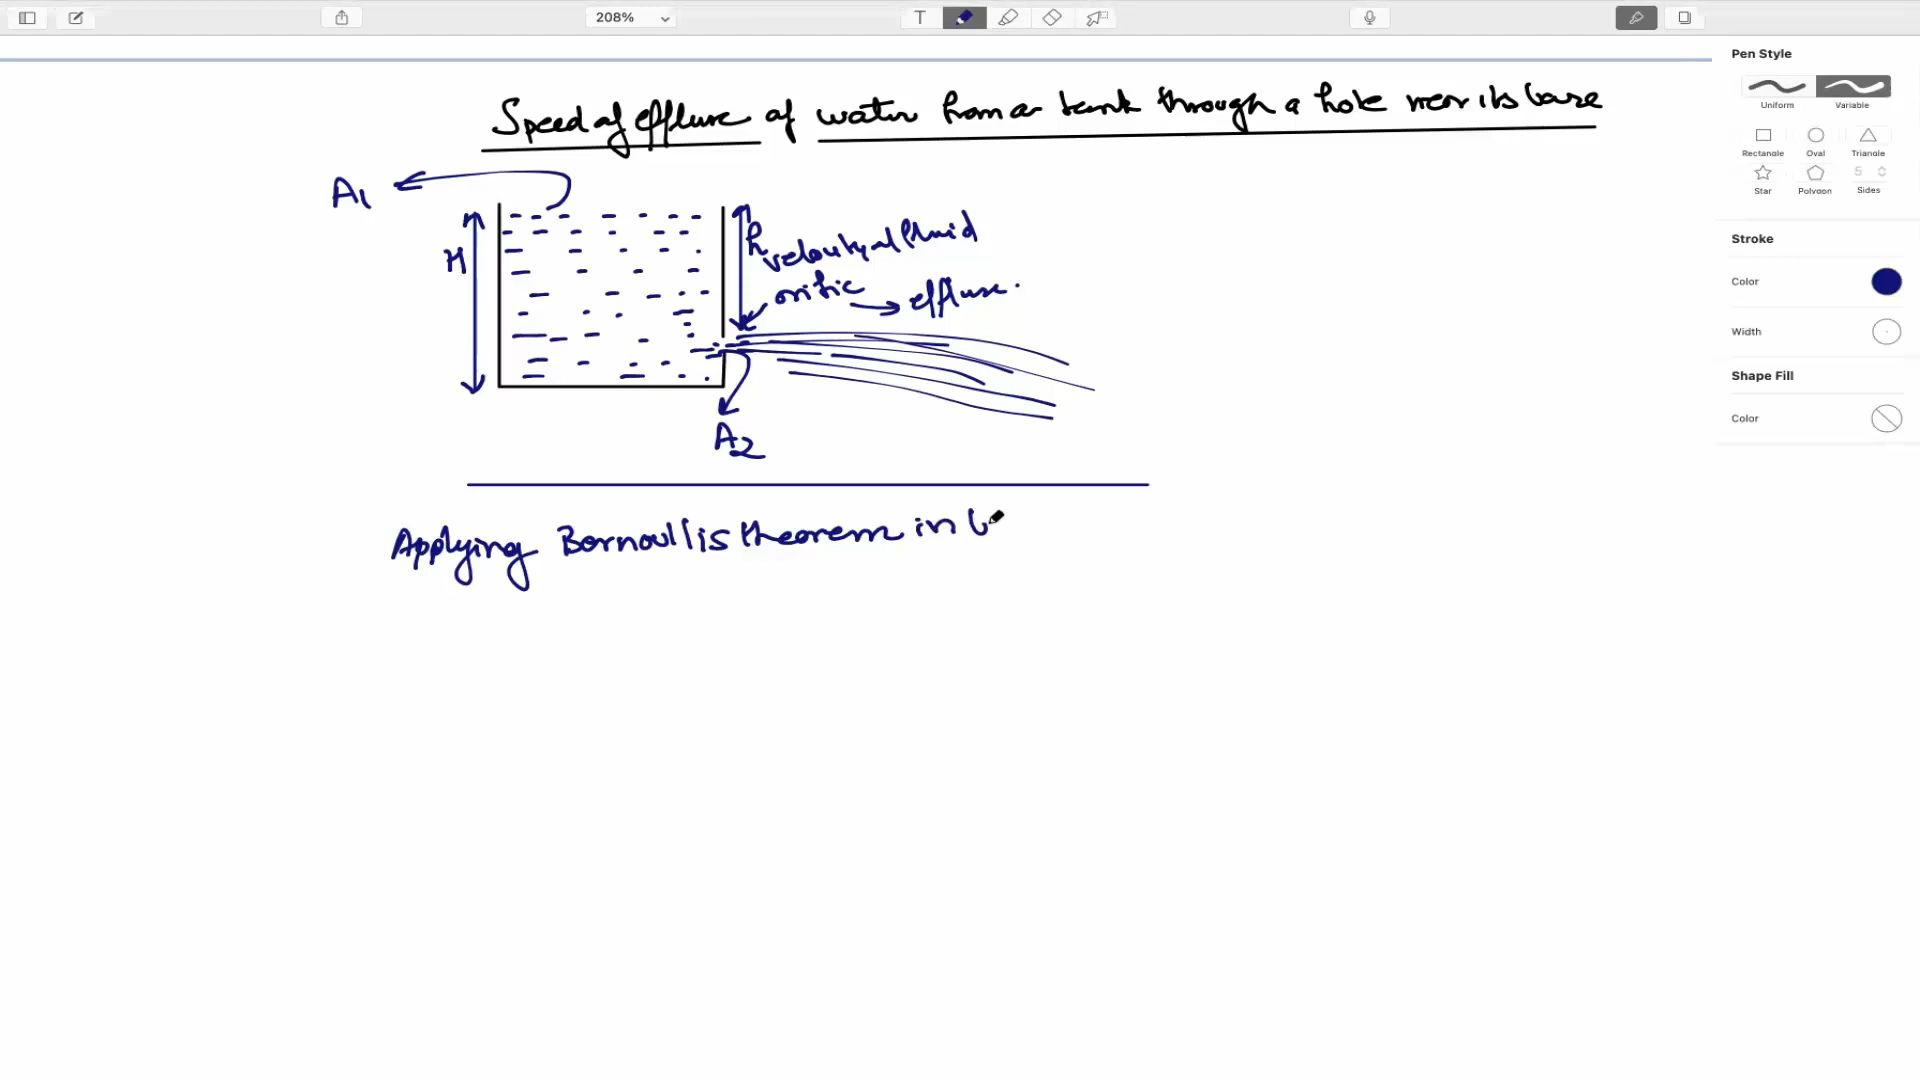 208%
T
Speed of efflux of water from a tank through a hole near its base
A1
H
h
velocity of fluid
orific → efflux.
A2
Applying Bornoullis theorem in b
Pen Style
Uniform
Variable
Rectangle
Oval
Triangle
Star
Polygon
5
Sides
Stroke
Color
Width
Shape Fill
Color